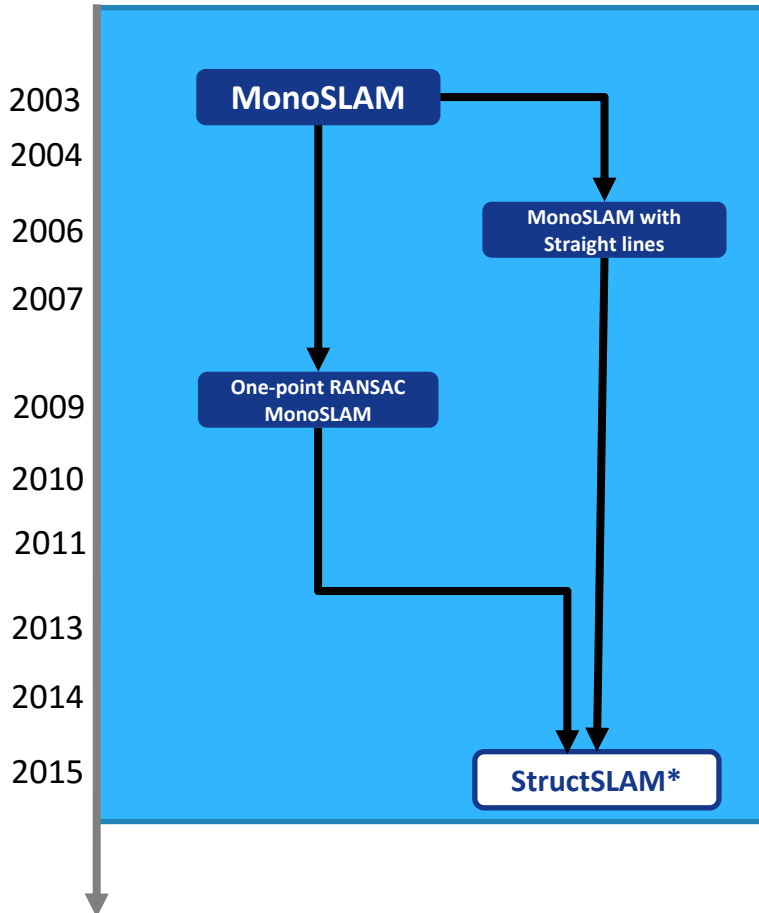 2003
MonoSLAM
2004
2006
MonoSLAM with
Straight lines
2007
One-point RANSAC
2009
MonoSLAM
2010
2011
2013
2014
2015
StructSLAM*